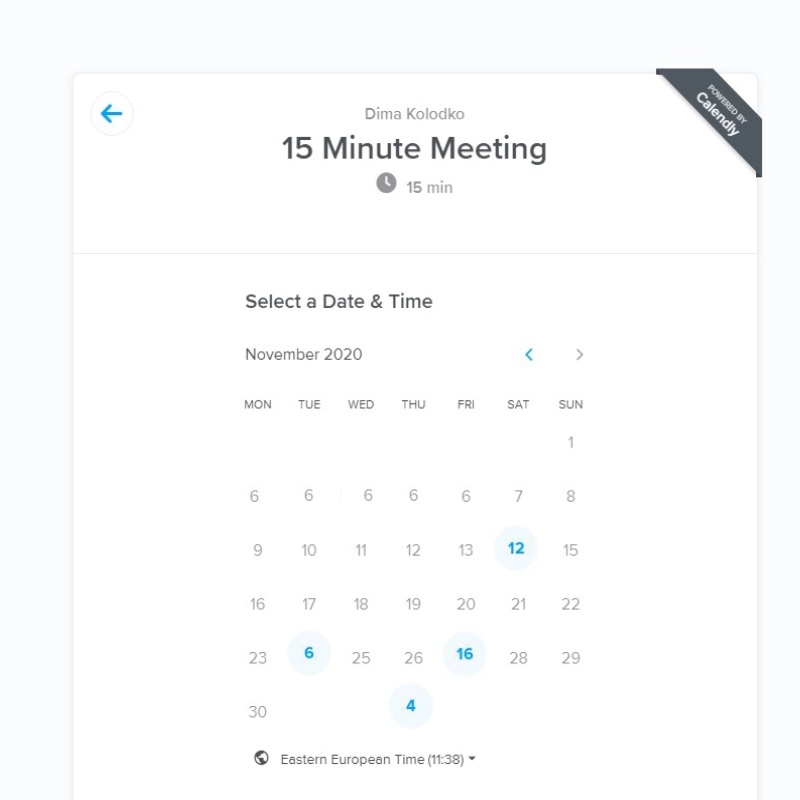 POWERED BY
Calendly
Dima Kolodko
15 Minute Meeting
15 min
Select a Date & Time
November 2020
MON TUE WED THU FRI SAT SUN
1
6 6 6 6 6 7 8
9 10 11 12 13 12 15
16 17 18 19 20 21 22
23 6 25 26 16 28 29
30 4
Eastern European Time (11:38)